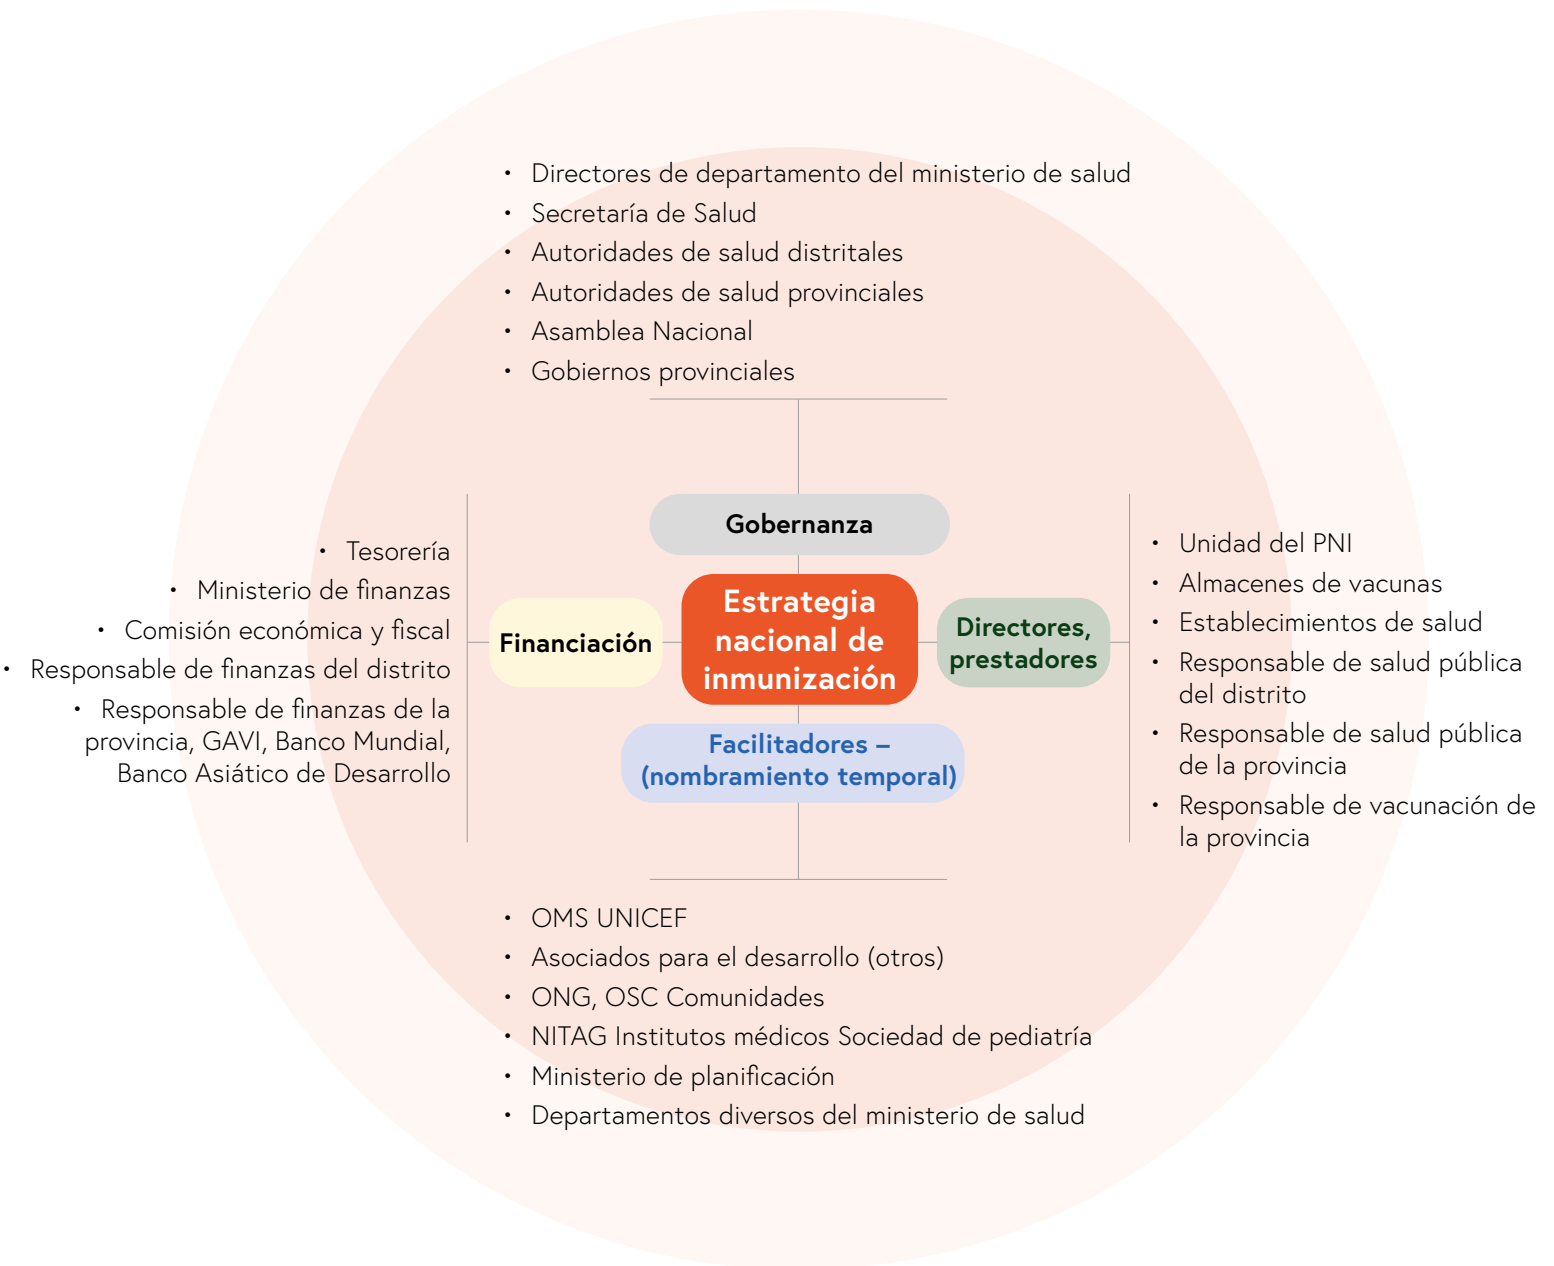 • Directores de departamento del ministerio de salud
• Secretaría de Salud
• Autoridades de salud distritales
• Autoridades de salud provinciales
• Asamblea Nacional
• Gobiernos provinciales
Gobernanza
• Tesorería
• Ministerio de finanzas
• Comisión económica y fiscal
• Responsable de finanzas del distrito
• Responsable de finanzas de la
provincia, GAVI, Banco Mundial,
Banco Asiático de Desarrollo
Financiación
Estrategia
nacional de
inmunización
Directores,
prestadores
• Unidad del PNI
• Almacenes de vacunas
• Establecimientos de salud
• Responsable de salud pública
del distrito
• Responsable de salud pública
de la provincia
• Responsable de vacunación de
la provincia
Facilitadores –
(nombramiento temporal)
• OMS UNICEF
• Asociados para el desarrollo (otros)
• ONG, OSC Comunidades
• NITAG Institutos médicos Sociedad de pediatría
• Ministerio de planificación
• Departamentos diversos del ministerio de salud